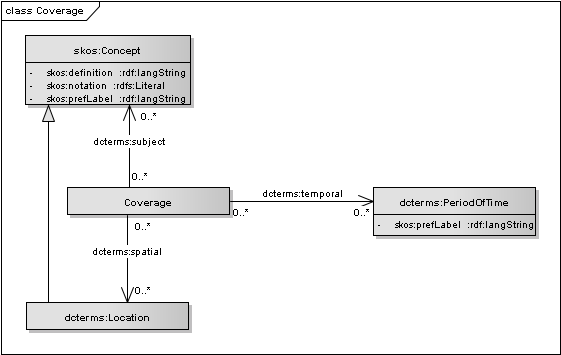 class Coverage
skos:Concept
- skos:definition :rdf:langString
- skos:notation :rdfs:Literal
- skos:prefLabel :rdf:langString
0..*
dcterms:subject
0..*
Coverage
dcterms:temporal
0..* 0..*
dcterms:PeriodOfTime
- skos:prefLabel :rdf:langString
0..*
dcterms:spatial
0..*
dcterms:Location